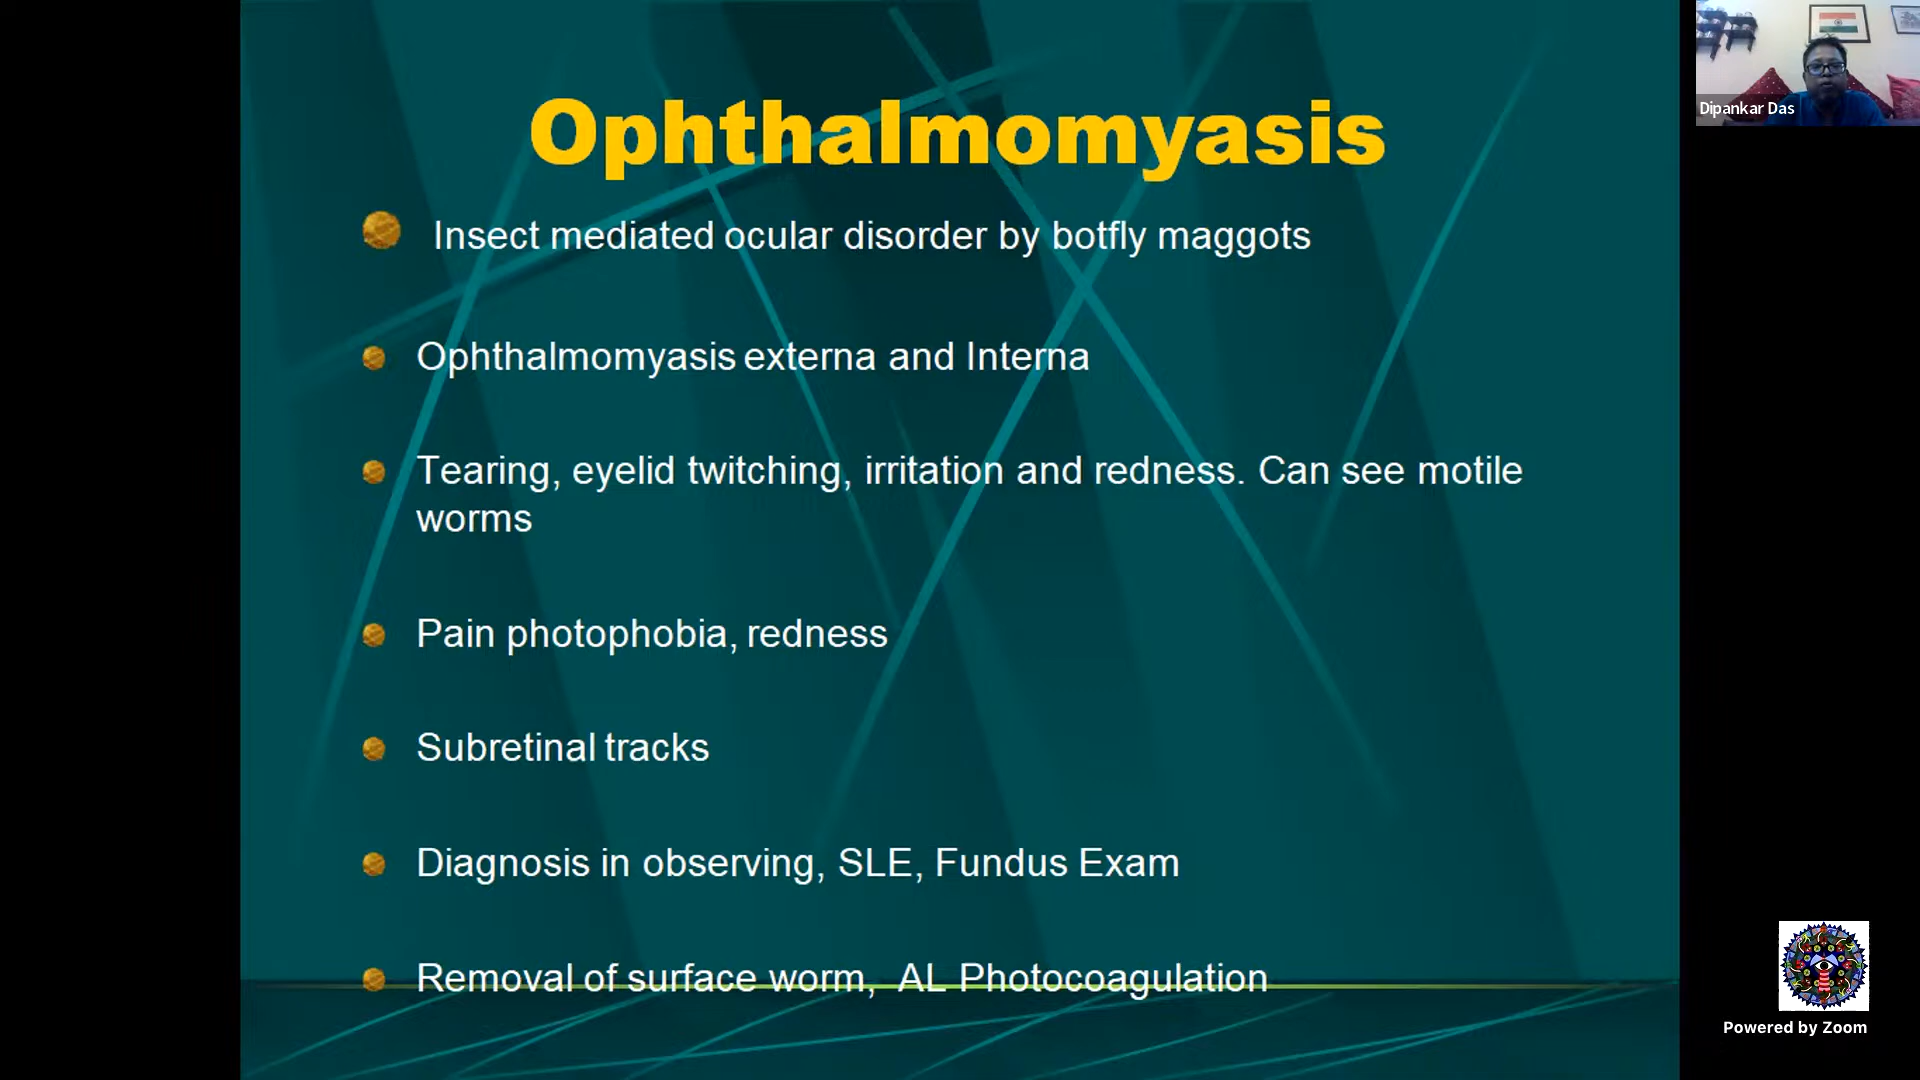 Ophthalmomyasis
Insect mediated ocular disorder by botfly maggots
Ophthalmomyasis externa and Interna
Tearing, eyelid twitching, irritation and redness. Can see motile
worms
Pain photophobia, redness
Subretinal tracks
Diagnosis in observing, SLE, Fundus Exam
Removal of surface worm, AL Photocoagulation
Dipankar Das
Powered by Zoom